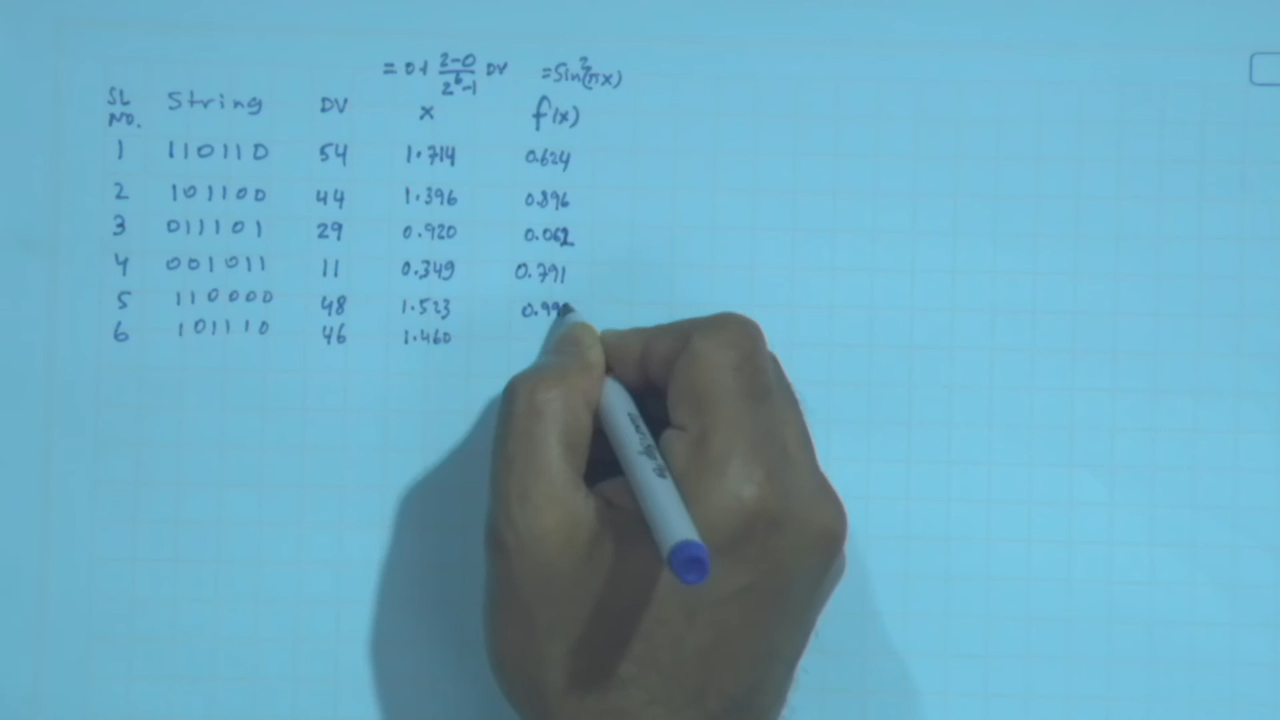 = 0 + 2-0 / 2^6-1 DV = Sin^2(πx)
SL NO. String DV x f(x)
1 110110 54 1.714 0.624
2 101100 44 1.396 0.896
3 011101 29 0.920 0.062
4 001011 11 0.349 0.791
5 110000 48 1.523
6 101110 46 1.460